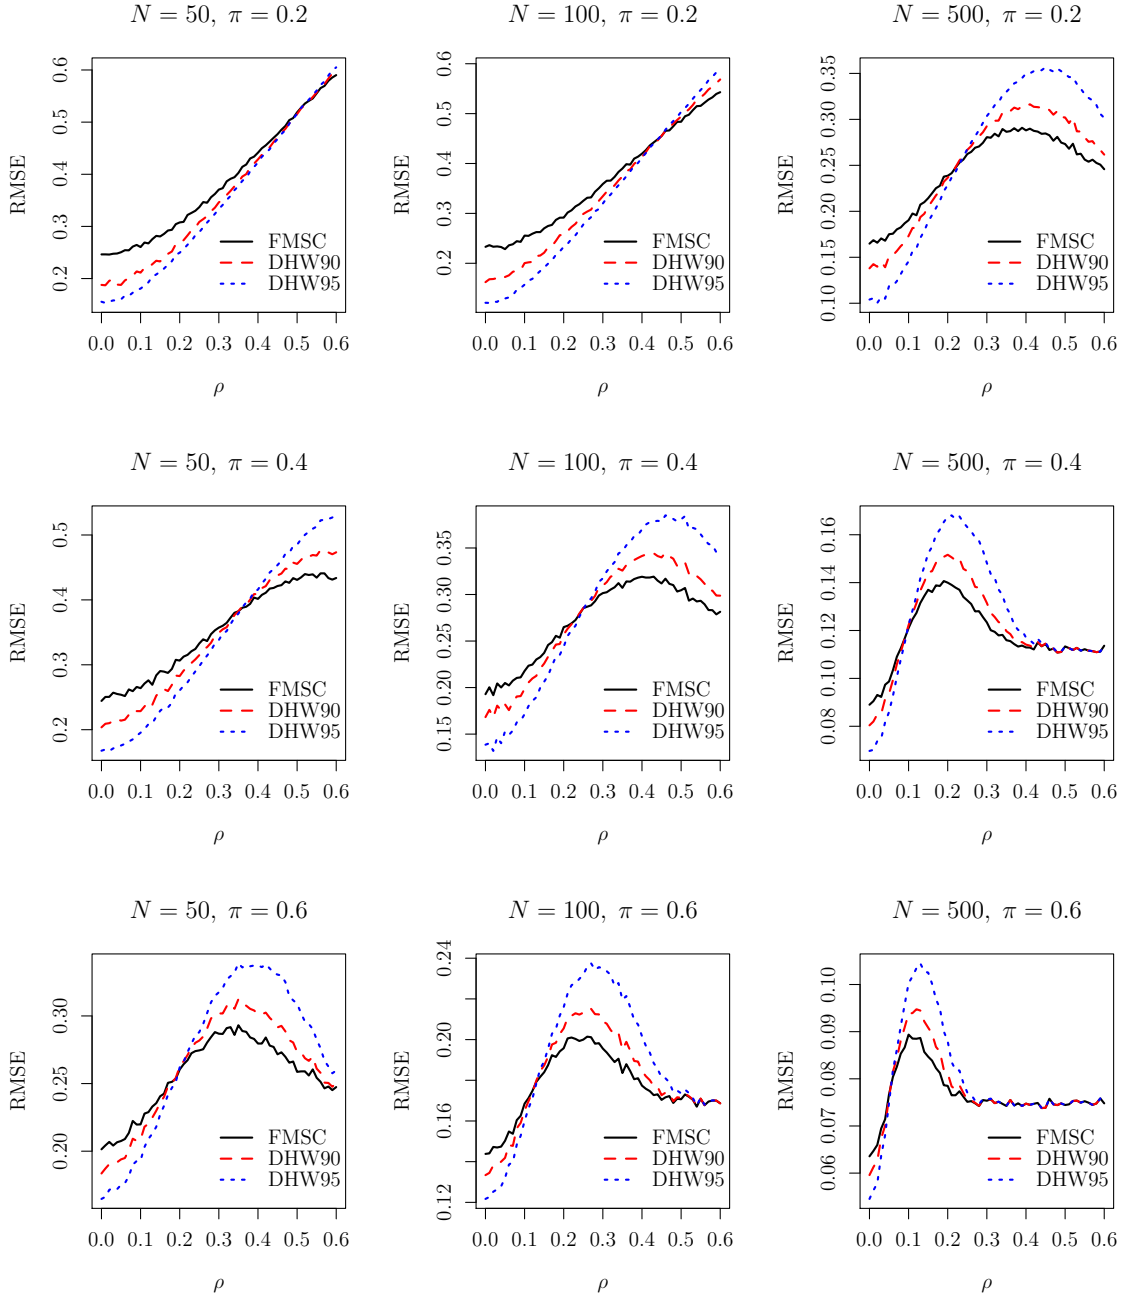 N = 50, π = 0.2
RMSE
0.2 0.3 0.4 0.5 0.6
FMSC
DHW90
DHW95
0.0 0.1 0.2 0.3 0.4 0.5 0.6
ρ
N = 100, π = 0.2
RMSE
0.2 0.3 0.4 0.5 0.6
FMSC
DHW90
DHW95
0.0 0.1 0.2 0.3 0.4 0.5 0.6
ρ
N = 500, π = 0.2
RMSE
0.10 0.15 0.20 0.25 0.30 0.35
FMSC
DHW90
DHW95
0.0 0.1 0.2 0.3 0.4 0.5 0.6
ρ
N = 50, π = 0.4
RMSE
0.2 0.3 0.4 0.5
FMSC
DHW90
DHW95
0.0 0.1 0.2 0.3 0.4 0.5 0.6
ρ
N = 100, π = 0.4
RMSE
0.15 0.20 0.25 0.30 0.35
FMSC
DHW90
DHW95
0.0 0.1 0.2 0.3 0.4 0.5 0.6
ρ
N = 500, π = 0.4
RMSE
0.08 0.10 0.12 0.14 0.16
FMSC
DHW90
DHW95
0.0 0.1 0.2 0.3 0.4 0.5 0.6
ρ
N = 50, π = 0.6
RMSE
0.20 0.25 0.30
FMSC
DHW90
DHW95
0.0 0.1 0.2 0.3 0.4 0.5 0.6
ρ
N = 100, π = 0.6
RMSE
0.12 0.16 0.20 0.24
FMSC
DHW90
DHW95
0.0 0.1 0.2 0.3 0.4 0.5 0.6
ρ
N = 500, π = 0.6
RMSE
0.06 0.07 0.08 0.09 0.10
FMSC
DHW90
DHW95
0.0 0.1 0.2 0.3 0.4 0.5 0.6
ρ